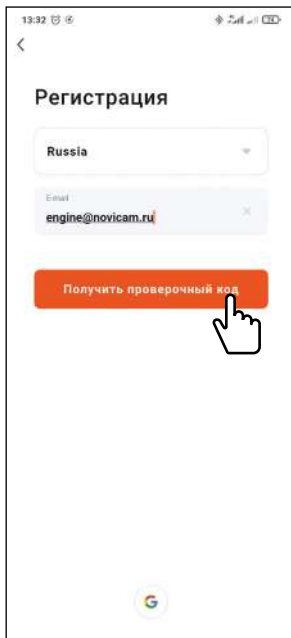 13:32
Регистрация
Russia
Email
engine@novicam.ru
Получить проверочный код
G